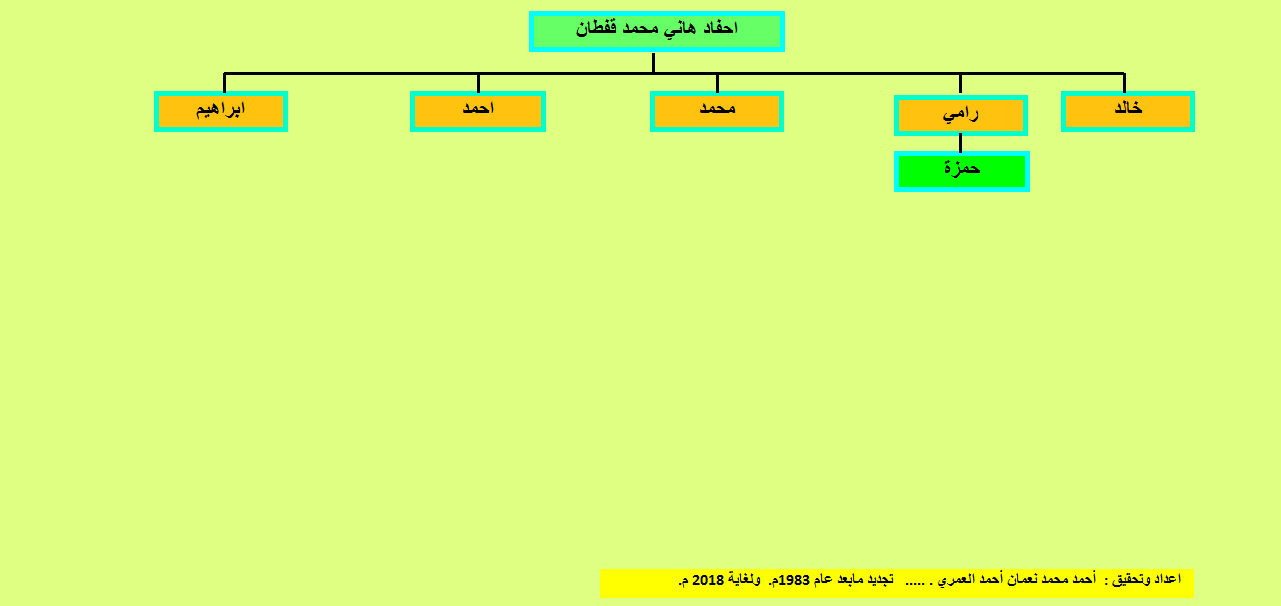 احفاد هاني محمد قفطان
خالد
رامي
محمد
احمد
ابراهيم
حمزة
اعداد وتحقيق : أحمد محمد نعمان أحمد العمري . ..... تجديد مابعد عام 1983م. ولغاية 2018 م.